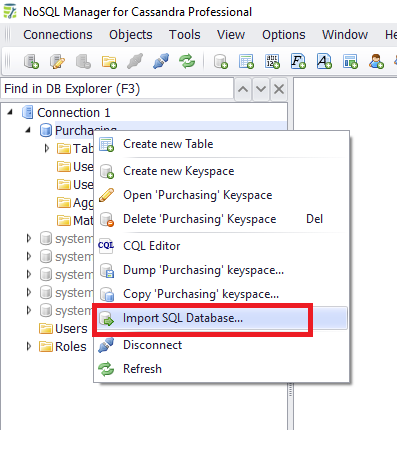 NoSQL Manager for Cassandra Professional
Connections Objects Tools Options Window He
Find in DB Explorer (F3)
Connection 1
Purchasing
Tab
Use
Use
Agg
Mat
system
system
system
system
system
Users
Roles
Create new Table
Create new Keyspace
Open 'Purchasing' Keyspace
Delete 'Purchasing' Keyspace Del
CQL CQL Editor
Dump 'Purchasing' keyspace...
Copy 'Purchasing' keyspace...
Import SQL Database...
Disconnect
Refresh